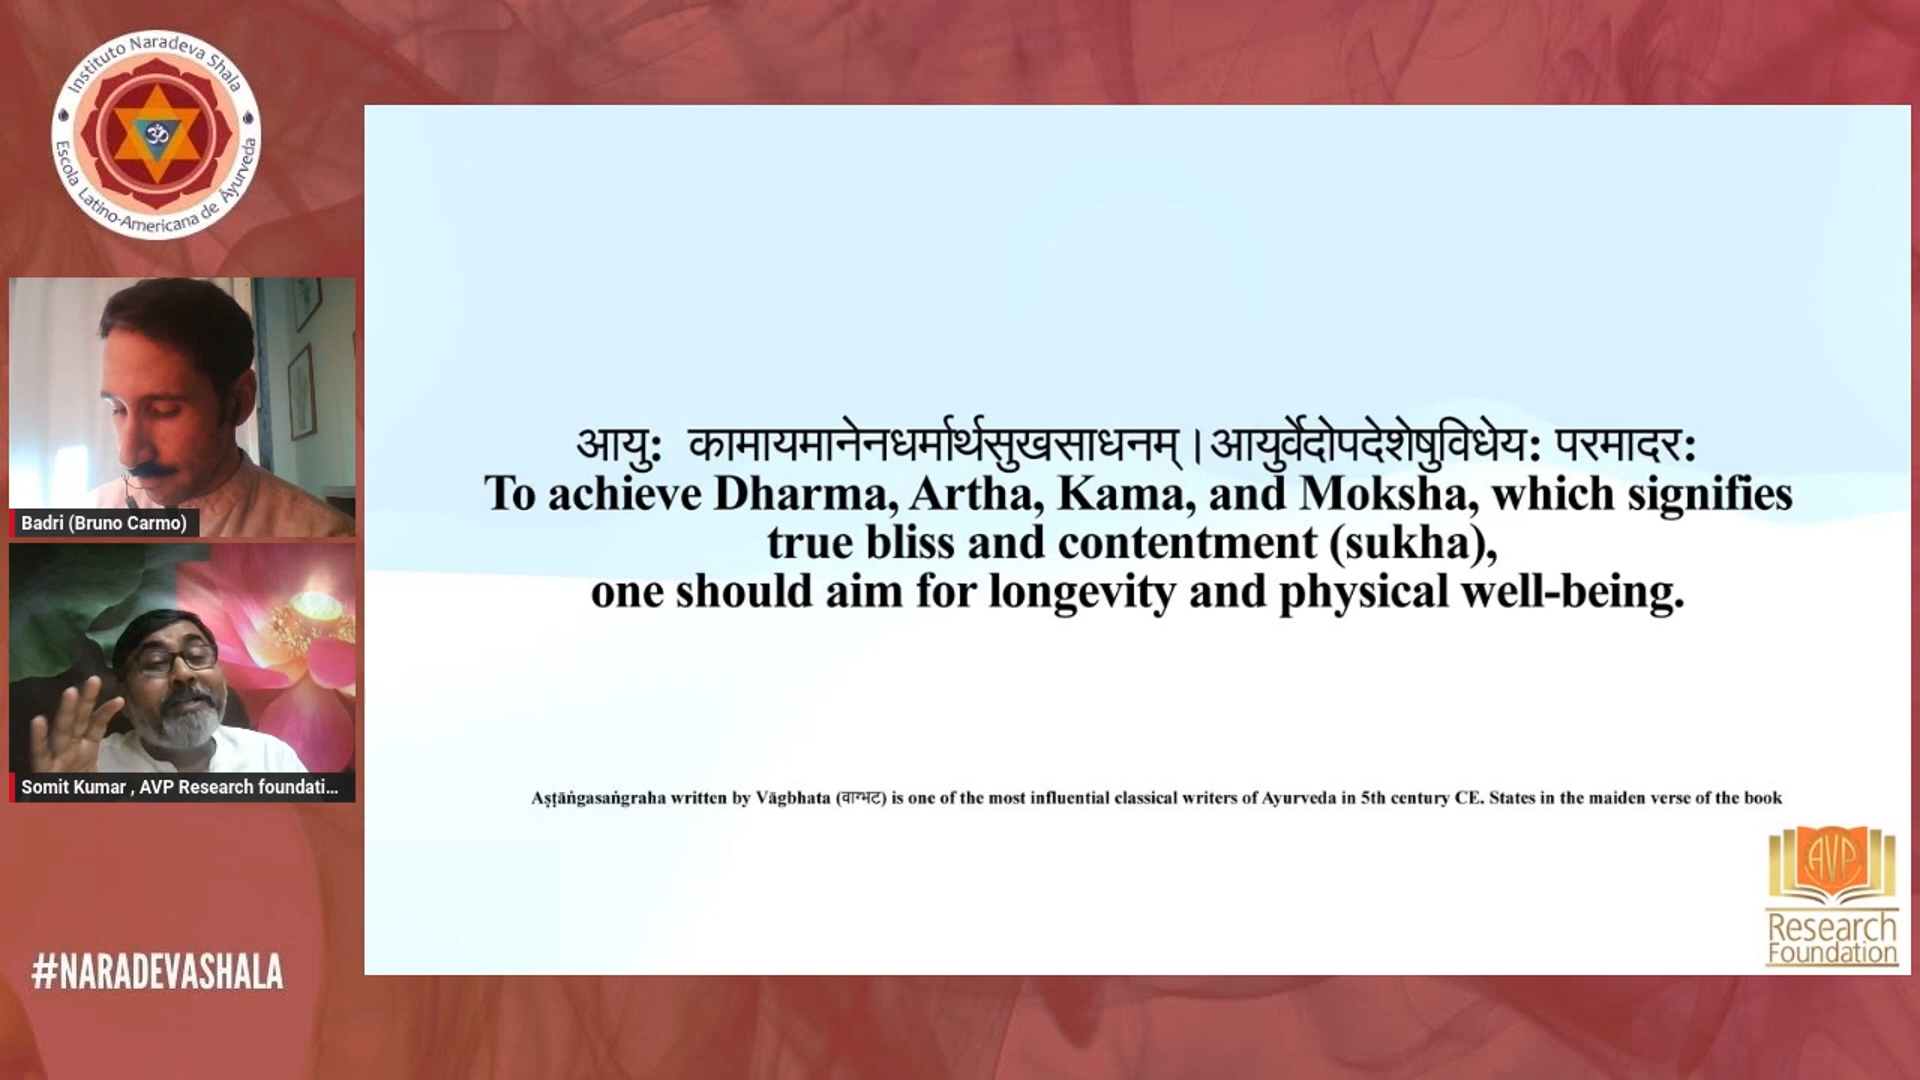 Instituto Naradeva Shala
Escola Latino-Americana de Āyurveda
ॐ
Badri (Bruno Carmo)
Somit Kumar , AVP Research foundati...
#NARADEVASHALA
आयु: कामायमानेनधर्मार्थसुखसाधनम् । आयुर्वेदोपदेशेषुविधेय: परमादर:
To achieve Dharma, Artha, Kama, and Moksha, which signifies
true bliss and contentment (sukha),
one should aim for longevity and physical well-being.
Aṣṭāṅgasaṅgraha written by Vāgbhata (वाग्भट) is one of the most influential classical writers of Ayurveda in 5th century CE. States in the maiden verse of the book
AVP
Research
Foundation